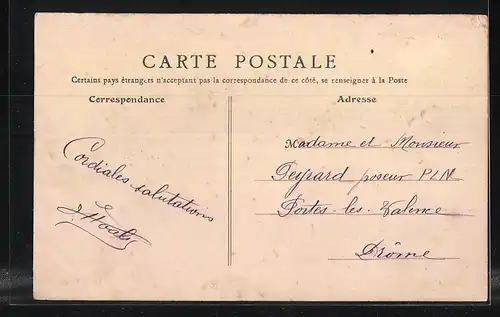 CARTE POSTALE
Certains pays étrangers n'acceptant pas la correspondance de ce côté, se renseigner à la Poste
Correspondance
Adresse
Cordiales salutations
Madame et Monsieur
Peyrard poseur PLM
Portes-les-Valence
Drôme